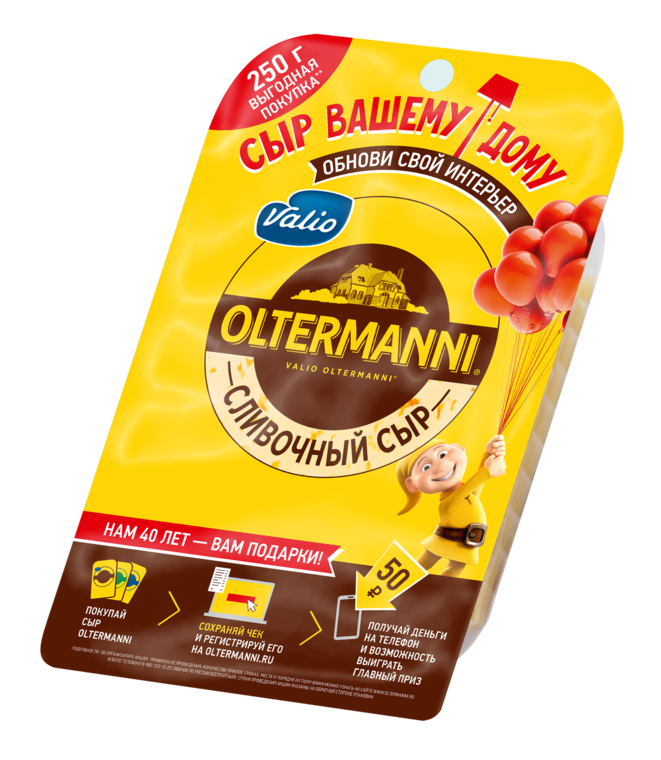 250 г
ВЫГОДНАЯ
ПОКУПКА**
СЫР ВАШЕМУ ДОМУ
ОБНОВИ СВОЙ ИНТЕРЬЕР
Valio
OLTERMANNI®
VALIO OLTERMANNI®
СЛИВОЧНЫЙ СЫР
НАМ 40 ЛЕТ — ВАМ ПОДАРКИ!
50 ₽
ПОКУПАЙ
СЫР
OLTERMANNI
СОХРАНЯЙ ЧЕК
И РЕГИСТРИРУЙ ЕГО
НА OLTERMANNI.RU
ПОЛУЧАЙ ДЕНЬГИ
НА ТЕЛЕФОН
И ВОЗМОЖНОСТЬ
ВЫИГРАТЬ
ГЛАВНЫЙ ПРИЗ